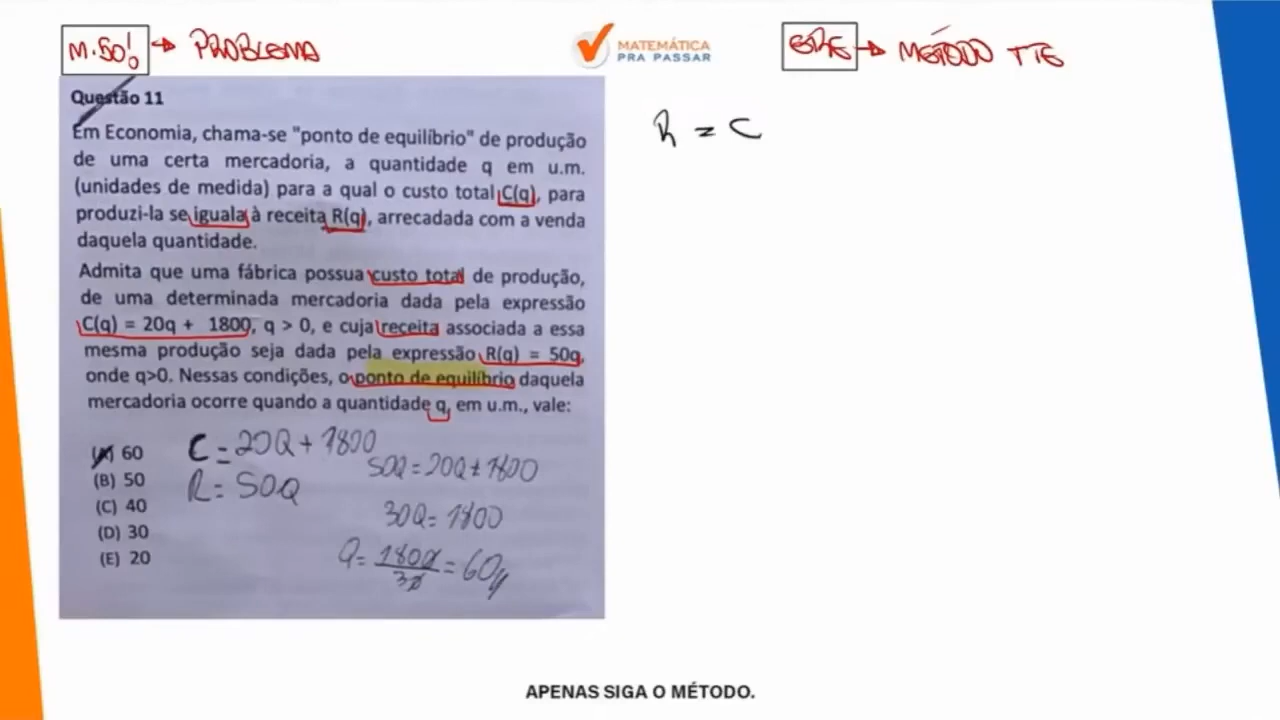 M.50! → PROBLEMA
MATEMÁTICA
PRA PASSAR
→ MÉTODO TTE
Questão 11
Em Economia, chama-se "ponto de equilíbrio" de produção
de uma certa mercadoria, a quantidade q em u.m.
(unidades de medida) para a qual o custo total C(q), para
produzi-la se iguala à receita R(q), arrecadada com a venda
daquela quantidade.
Admita que uma fábrica possua custo total de produção,
de uma determinada mercadoria dada pela expressão
C(q) = 20q + 1800, q > 0, e cuja receita associada a essa
mesma produção seja dada pela expressão R(q) = 50q,
onde q>0. Nessas condições, o ponto de equilíbrio daquela
mercadoria ocorre quando a quantidade q, em u.m., vale:
(A) 60
(B) 50
(C) 40
(D) 30
(E) 20
C = 20Q + 1800
R = 50Q
50Q = 20Q + 1800
30Q = 1800
Q = 1800/30 = 60
R = C
APENAS SIGA O MÉTODO.